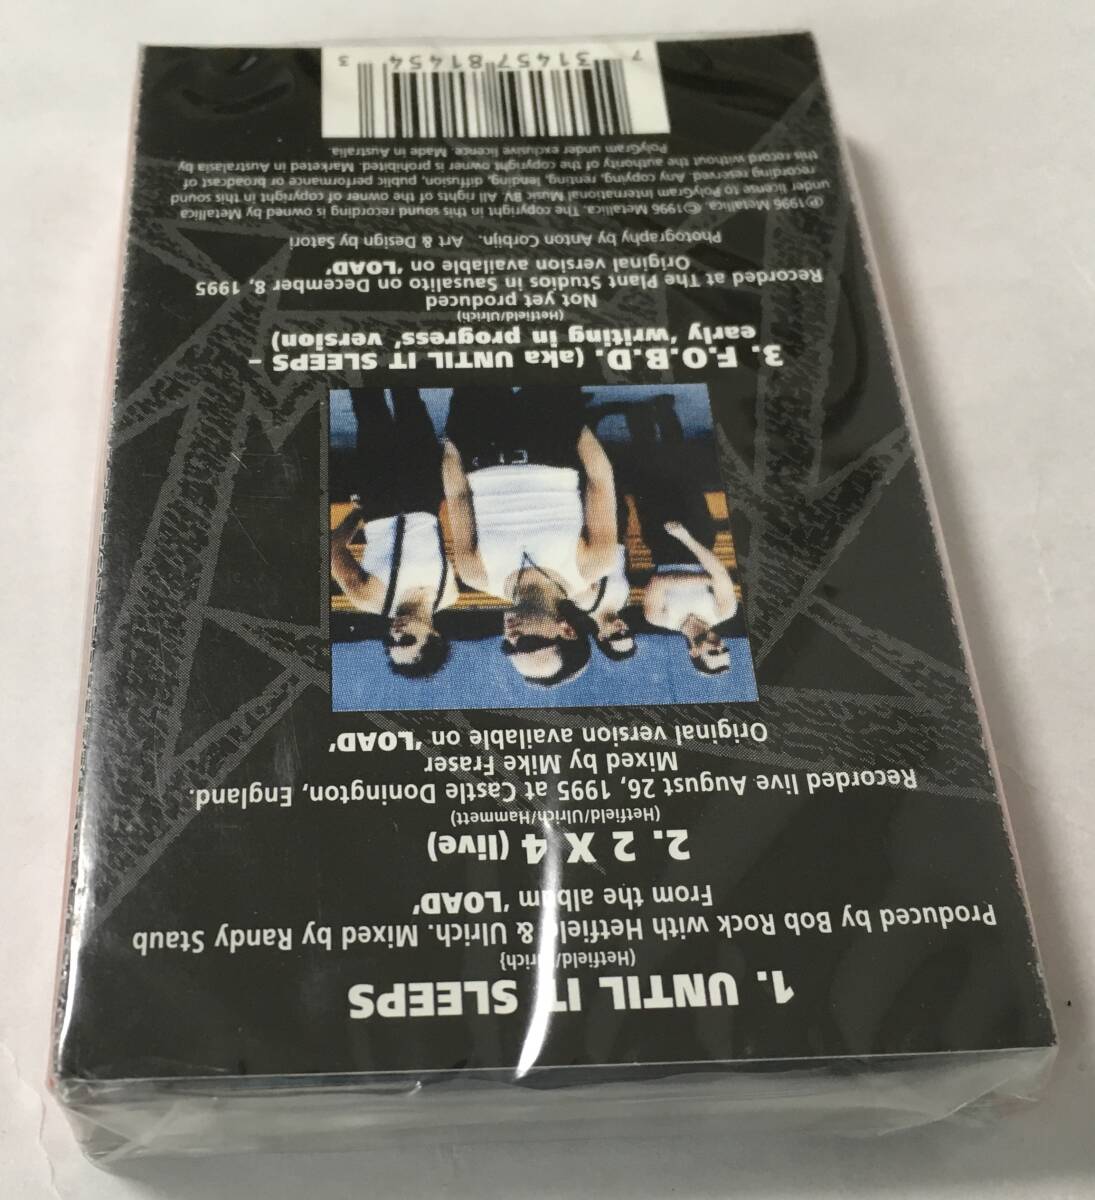 1. UNTIL IT SLEEPS
(Hetfield/Ulrich}
Produced by Bob Rock with Hetfield & Ulrich. Mixed by Randy Staub
From the album 'LOAD'
2. 2 X 4 (live)
(Hetfield/Ulrich/Hammett)
Recorded live August 26, 1995 at Castle Donington, England.
Mixed by Mike Fraser
Original version available on 'LOAD'
3. F.O.B.D. (aka UNTIL IT SLEEPS –
early 'writing in progress' version)
(Hetfield/Ulrich)
Not yet produced
Recorded at The Plant Studios in Sausalito on December 8, 1995
Original version available on 'LOAD'
Photography by Anton Corbijn. Art & Design by Satori
℗1996 Metallica. ©1996 Metallica. The copyright in this sound recording is owned by Metallica
under license to PolyGram International Music BV. All rights of the owner of copyright in this sound
recording reserved. Any copying, renting, lending, diffusion, public performance or broadcast of
this record without the authority of the copyright owner is prohibited. Marketed in Australasia by
PolyGram under exclusive licence. Made in Australia.
7 31457 81454 3